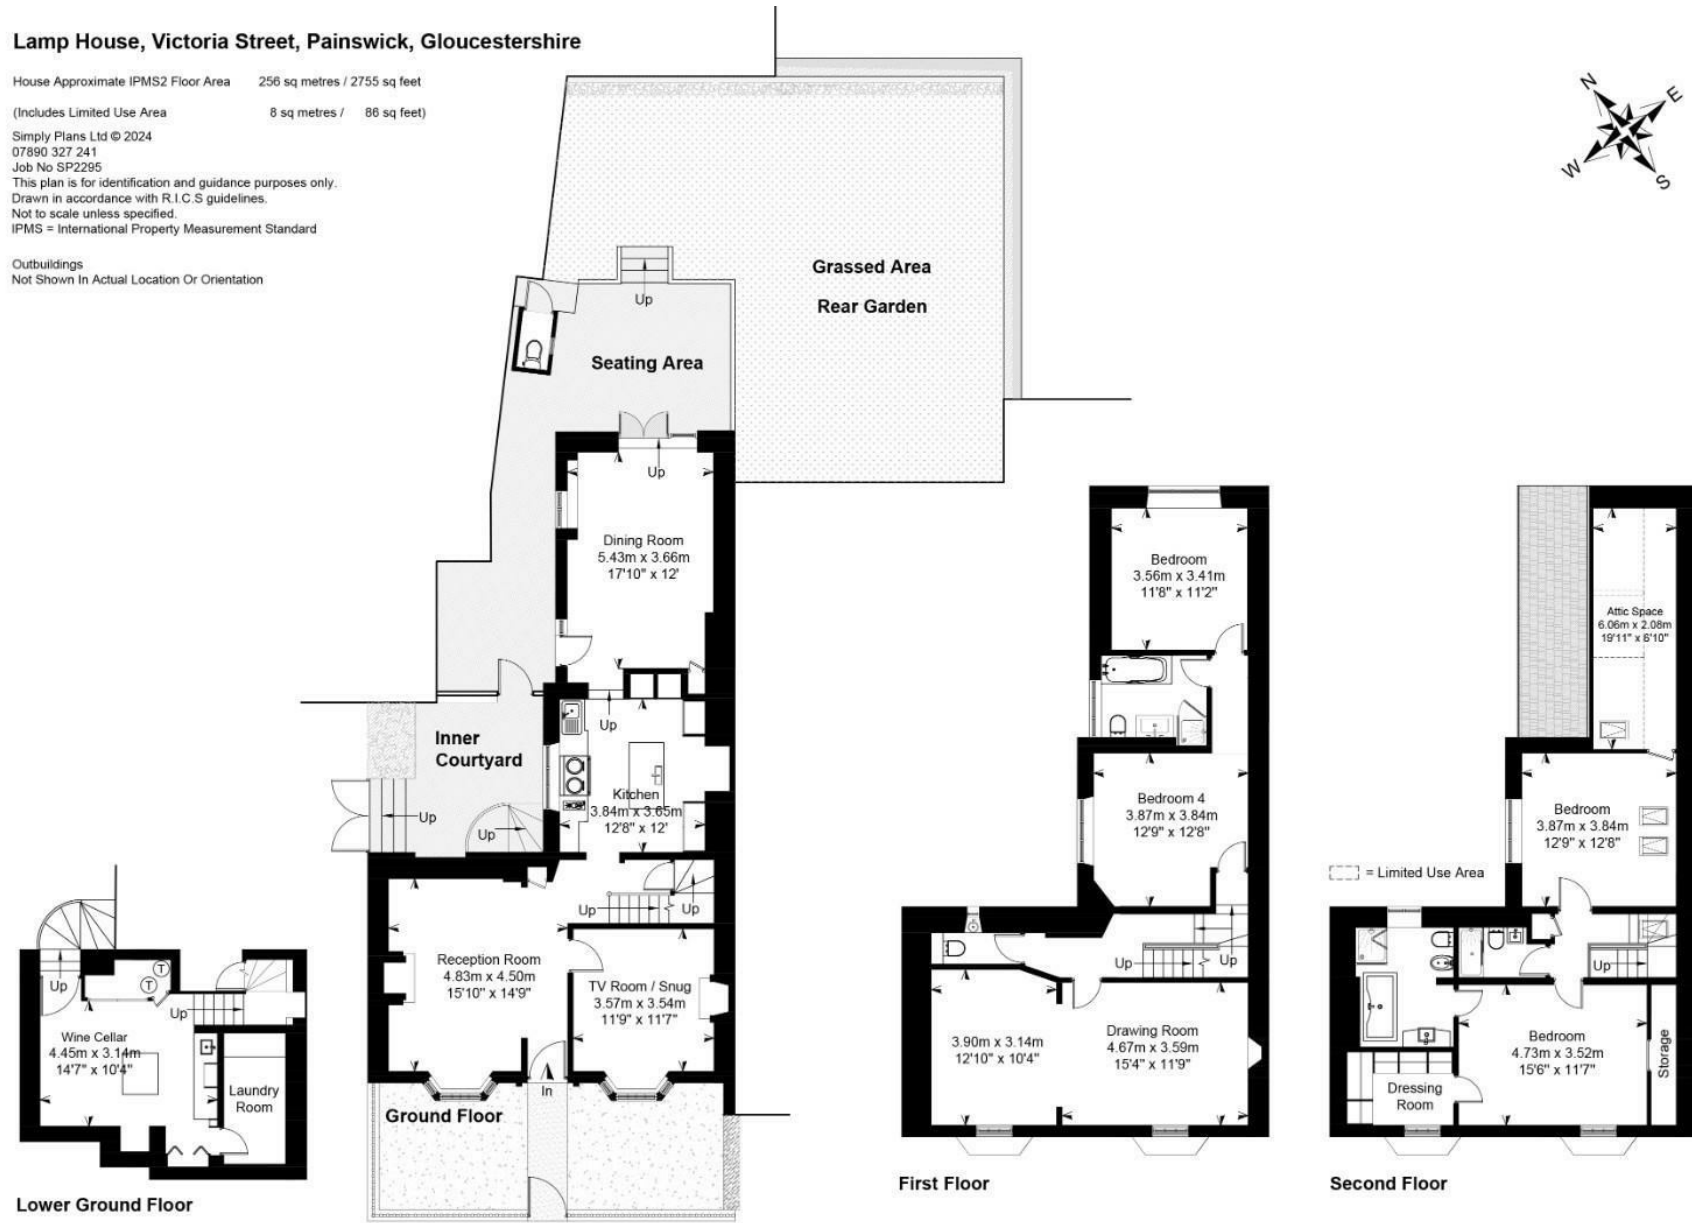 Lamp House, Victoria Street, Painswick, Gloucestershire
House Approximate IPMS2 Floor Area 256 sq metres / 2755 sq feet
(Includes Limited Use Area 8 sq metres / 86 sq feet)
Simply Plans Ltd © 2024
07890 327 241
Job No SP2295
This plan is for identification and guidance purposes only.
Drawn in accordance with R.I.C.S guidelines.
Not to scale unless specified.
IPMS = International Property Measurement Standard
Outbuildings
Not Shown In Actual Location Or Orientation
N
E
S
W
Grassed Area
Rear Garden
Up
Seating Area
Up
Dining Room
5.43m x 3.66m
17'10" x 12'
Up
Inner
Courtyard
Up
Up
Kitchen
3.84m x 3.65m
12'8" x 12'
Up
Up
Reception Room
4.83m x 4.50m
15'10" x 14'9"
TV Room / Snug
3.57m x 3.54m
11'9" x 11'7"
In
Ground Floor
Up
T
T
Up
Wine Cellar
4.45m x 3.14m
14'7" x 10'4"
Laundry
Room
Lower Ground Floor
Bedroom
3.56m x 3.41m
11'8" x 11'2"
Bedroom 4
3.87m x 3.84m
12'9" x 12'8"
Up
Up
3.90m x 3.14m
12'10" x 10'4"
Drawing Room
4.67m x 3.59m
15'4" x 11'9"
First Floor
Attic Space
6.06m x 2.08m
19'11" x 6'10"
Bedroom
3.87m x 3.84m
12'9" x 12'8"
= Limited Use Area
Up
Bedroom
4.73m x 3.52m
15'6" x 11'7"
Storage
Dressing
Room
Second Floor